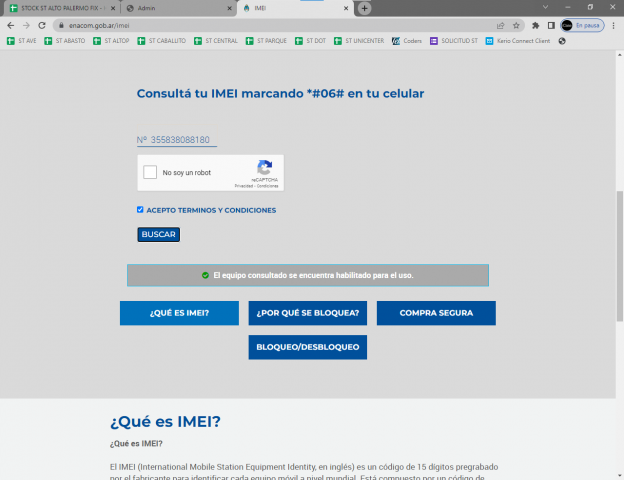 STOCK ST ALTO PALERMO FIX -
Admin
IMEI
enacom.gob.ar/imei
En pausa
ST AVE
ST ABASTO
ST ALTOP
ST CABALLITO
ST CENTRAL
ST PARQUE
ST DOT
ST UNICENTER
Coders
SOLICITUD ST
Kerio Connect Client
Consultá tu IMEI marcando *#06# en tu celular
Nº 355838088180
No soy un robot
reCAPTCHA
Privacidad - Condiciones
ACEPTO TERMINOS Y CONDICIONES
BUSCAR
El equipo consultado se encuentra habilitado para el uso.
¿QUÉ ES IMEI?
¿POR QUÉ SE BLOQUEA?
COMPRA SEGURA
BLOQUEO/DESBLOQUEO
¿Qué es IMEI?
¿Qué es IMEI?
El IMEI (International Mobile Station Equipment Identity, en inglés) es un código de 15 dígitos pregrabado
por el fabricante para identificar cada equipo móvil a nivel mundial. Está compuesto por un código de